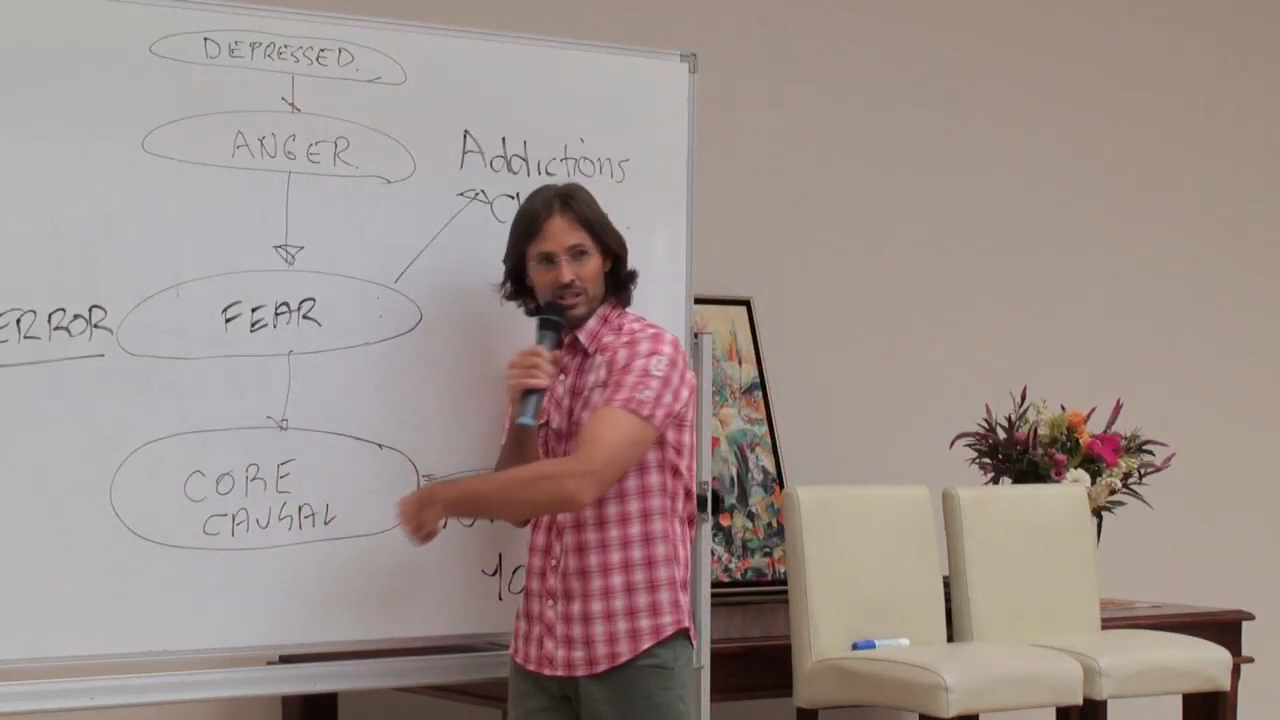 DEPRESSED.
ANGER
Addictions
FEAR
ERROR
CORE
CAUSAL